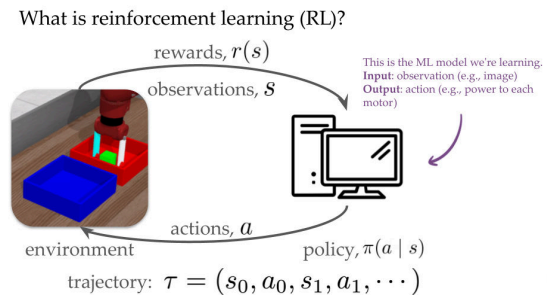 What is reinforcement learning (RL)?
rewards, r(s)
observations, s
This is the ML model we're learning.
Input: observation (e.g., image)
Output: action (e.g., power to each
motor)
actions, a
environment
policy, π(a | s)
trajectory: τ = (s₀, a₀, s₁, a₁, ⋯)